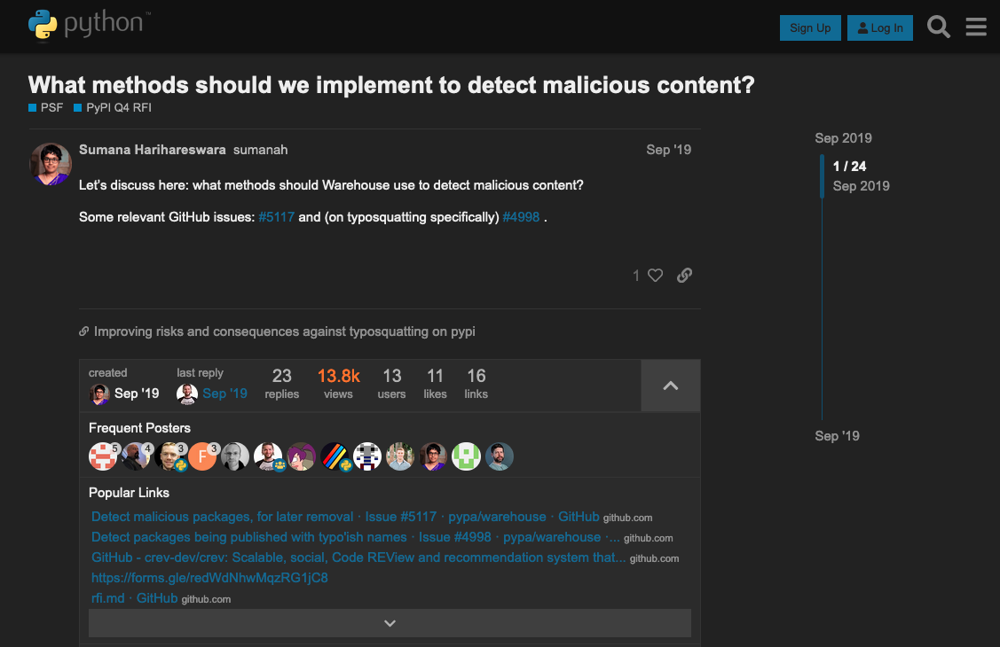 python™
Sign Up
Log In
What methods should we implement to detect malicious content?
PSF PyPI Q4 RFI
Sumana Harihareswara sumanah Sep '19
Let's discuss here: what methods should Warehouse use to detect malicious content?
Some relevant GitHub issues: #5117 and (on typosquatting specifically) #4998 .
1
Improving risks and consequences against typosquatting on pypi
created
Sep '19
last reply
Sep '19
23
replies
13.8k
views
13
users
11
likes
16
links
Frequent Posters
5 4 3 F 3
Popular Links
Detect malicious packages, for later removal · Issue #5117 · pypa/warehouse · GitHub github.com
Detect packages being published with typo'ish names · Issue #4998 · pypa/warehouse ·... github.com
GitHub - crev-dev/crev: Scalable, social, Code REView and recommendation system that... github.com
https://forms.gle/redWdNhwMqzRG1jC8
rfi.md · GitHub github.com
Sep 2019
1 / 24
Sep 2019
Sep '19